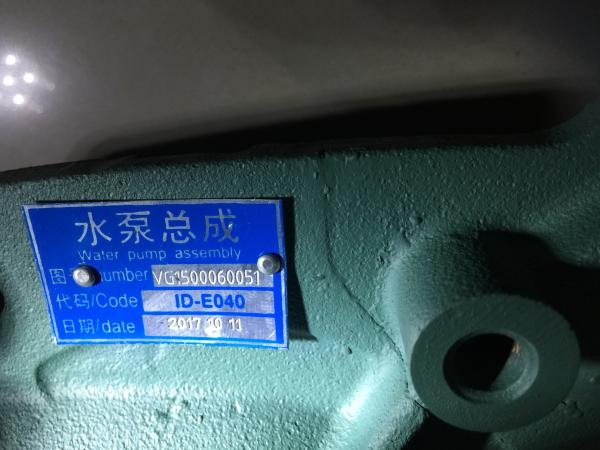 水泵总成
Water pump assembly
图 number VG1500060051
代码/Code ID-E040
日期/date 2017 10 11